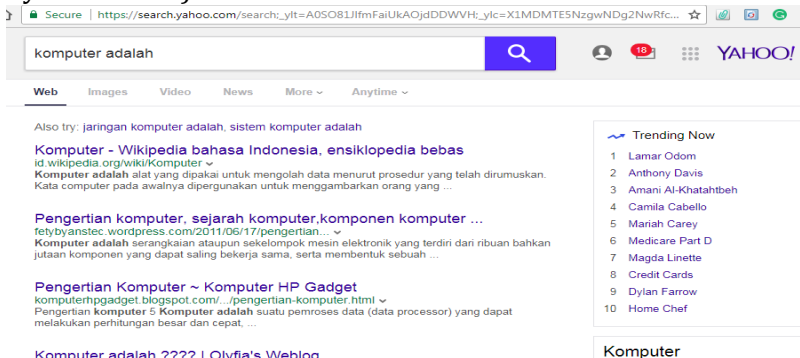 Secure | https://search.yahoo.com/search;_ylt=A0SO81JIfmFaiUkAOjdDDWVH;_ylc=X1MDMTE5NzgwNDg2NwRfc...
komputer adalah
18
YAHOO!
Web Images Video News More Anytime
Also try: jaringan komputer adalah, sistem komputer adalah
Komputer - Wikipedia bahasa Indonesia, ensiklopedia bebas
id.wikipedia.org/wiki/Komputer
Komputer adalah alat yang dipakai untuk mengolah data menurut prosedur yang telah dirumuskan.
Kata computer pada awalnya dipergunakan untuk menggambarkan orang yang ...
Pengertian komputer, sejarah komputer,komponen komputer ...
fetybyanstec.wordpress.com/2011/06/17/pengertian...
Komputer adalah serangkaian ataupun sekelompok mesin elektronik yang terdiri dari ribuan bahkan
jutaan komponen yang dapat saling bekerja sama, serta membentuk sebuah ...
Pengertian Komputer ~ Komputer HP Gadget
komputerhpgadget.blogspot.com/.../pengertian-komputer.html
Pengertian komputer 5 Komputer adalah suatu pemroses data (data processor) yang dapat
melakukan perhitungan besar dan cepat, ...
Komputer adalah ???? | Olyfia's Weblog
Trending Now
1 Lamar Odom
2 Anthony Davis
3 Amani Al-Khatahtbeh
4 Camila Cabello
5 Mariah Carey
6 Medicare Part D
7 Magda Linette
8 Credit Cards
9 Dylan Farrow
10 Home Chef
Komputer